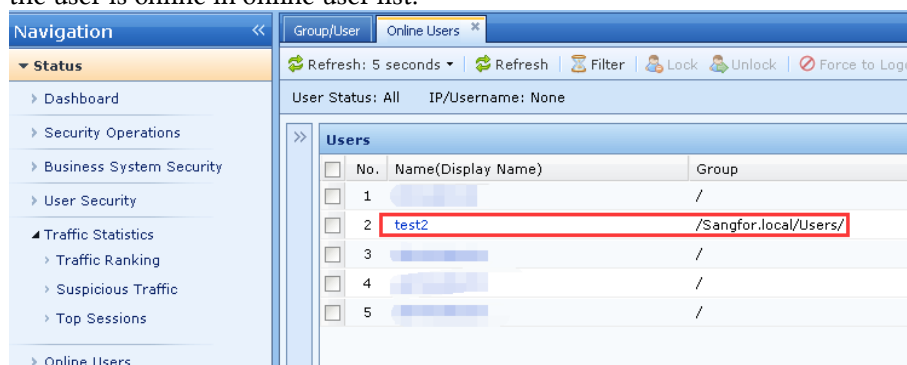 the user is online in online user list.
Navigation
Status
Dashboard
Security Operations
Business System Security
User Security
Traffic Statistics
Traffic Ranking
Suspicious Traffic
Top Sessions
Online Users
Group/User Online Users
Refresh: 5 seconds Refresh Filter Lock Unlock Force to
User Status: All IP/Username: None
Users
No. Name(Display Name) Group
1 /
2 test2 /Sangfor.local/Users/
3 /
4 /
5 /